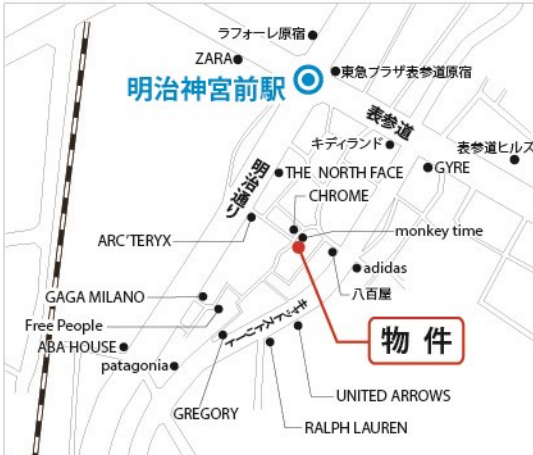 ラフォーレ原宿
ZARA
明治神宮前駅
東急プラザ表参道原宿
表参道
キディランド
表参道ヒルズ
明治通り
THE NORTH FACE
GYRE
CHROME
monkey time
ARC'TERYX
adidas
八百屋
GAGA MILANO
Free People
キャットストリート
物件
ABA HOUSE
patagonia
GREGORY
UNITED ARROWS
RALPH LAUREN